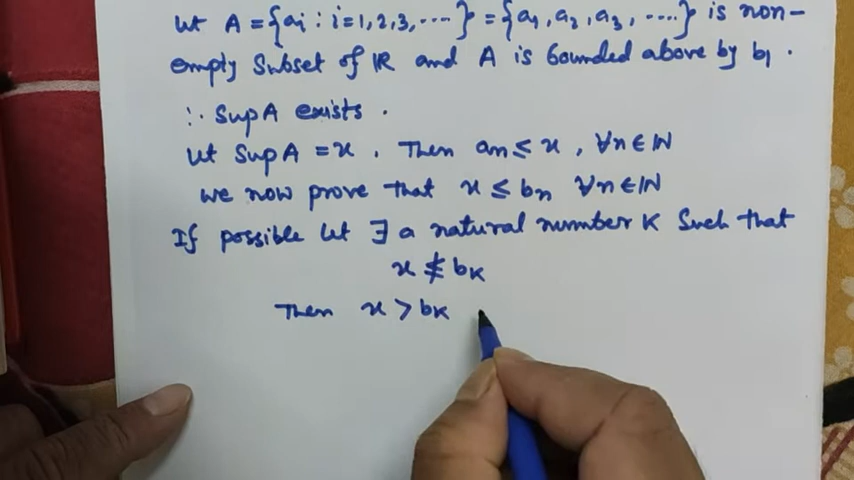 Let A = {aᵢ : i=1,2,3,....} = {a₁, a₂, a₃, ....} is non-
empty Subset of ℝ and A is bounded above by b₁.
∴ SupA exists.
Let SupA = x, Then aₙ ≤ x, ∀n∈ℕ
we now prove that x ≤ bₙ ∀n∈ℕ
If possible let ∃ a natural number K Such that
x ≰ bK
Then x > bK